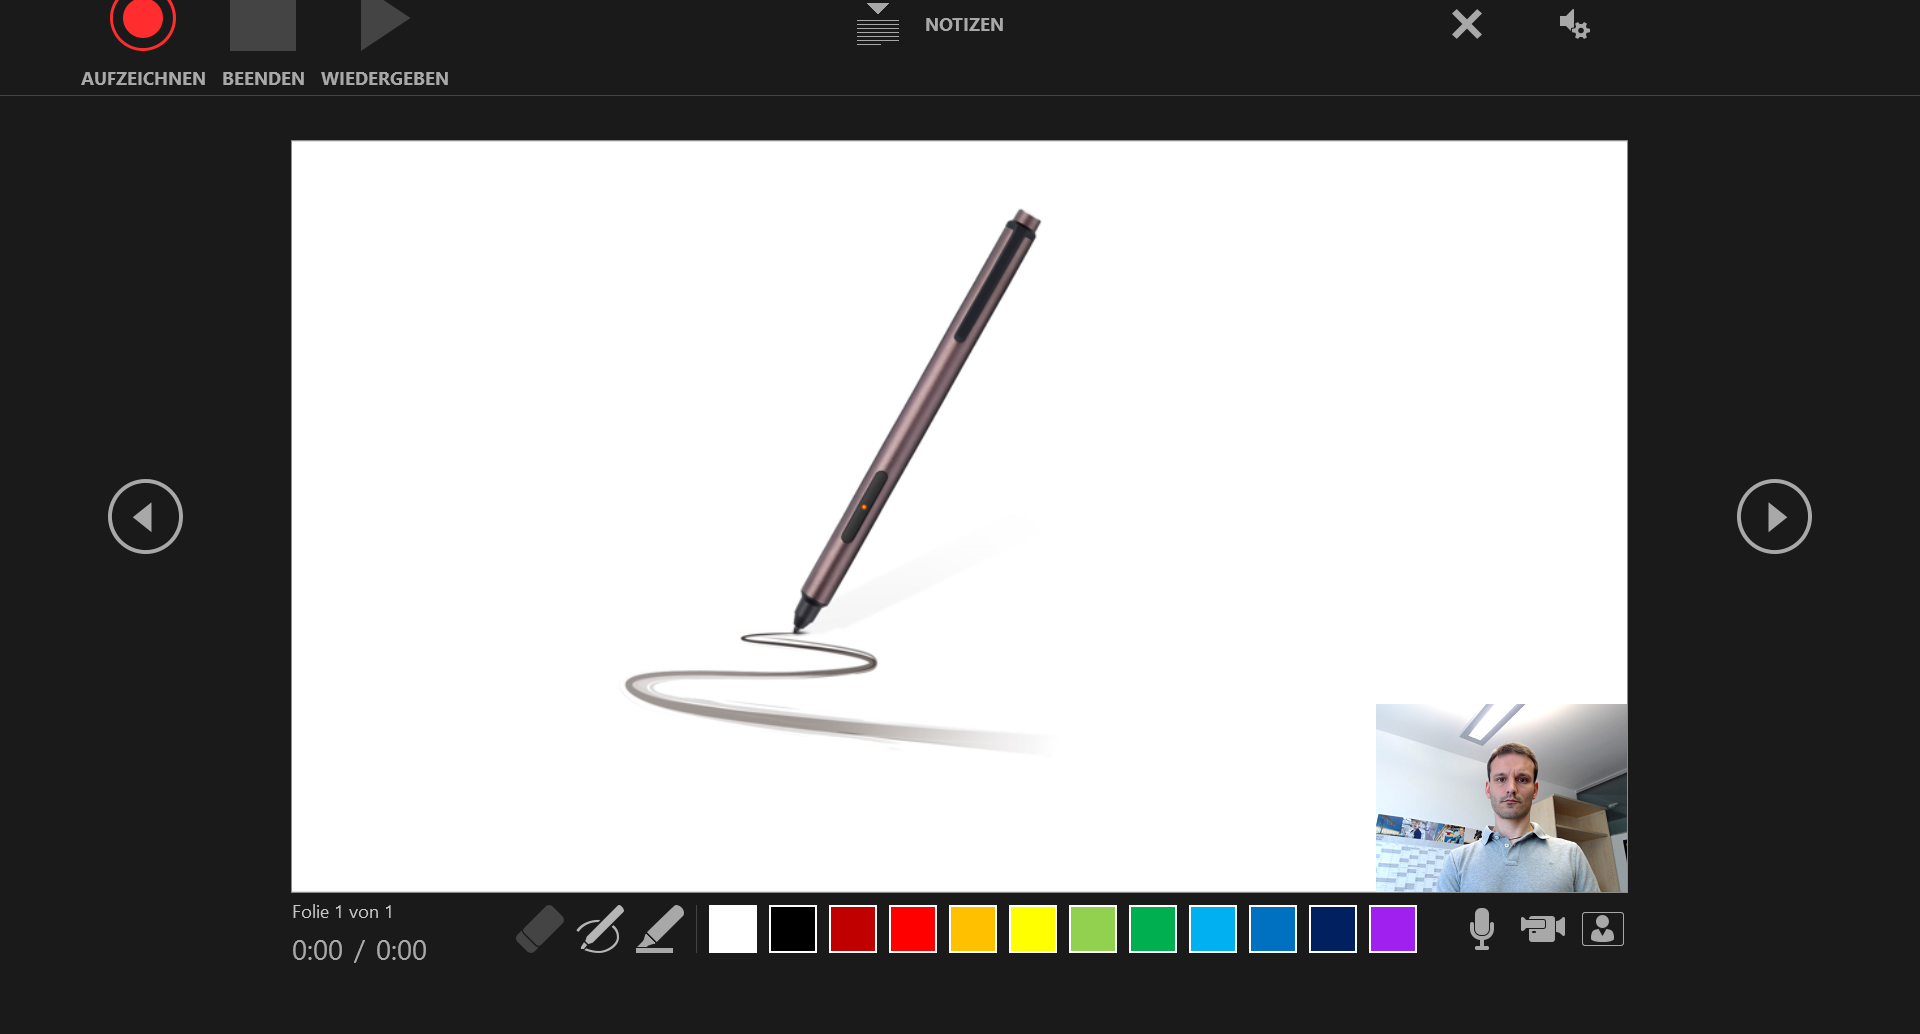 NOTIZEN
AUFZEICHNEN BEENDEN WIEDERGEBEN
Folie 1 von 1
0:00 / 0:00